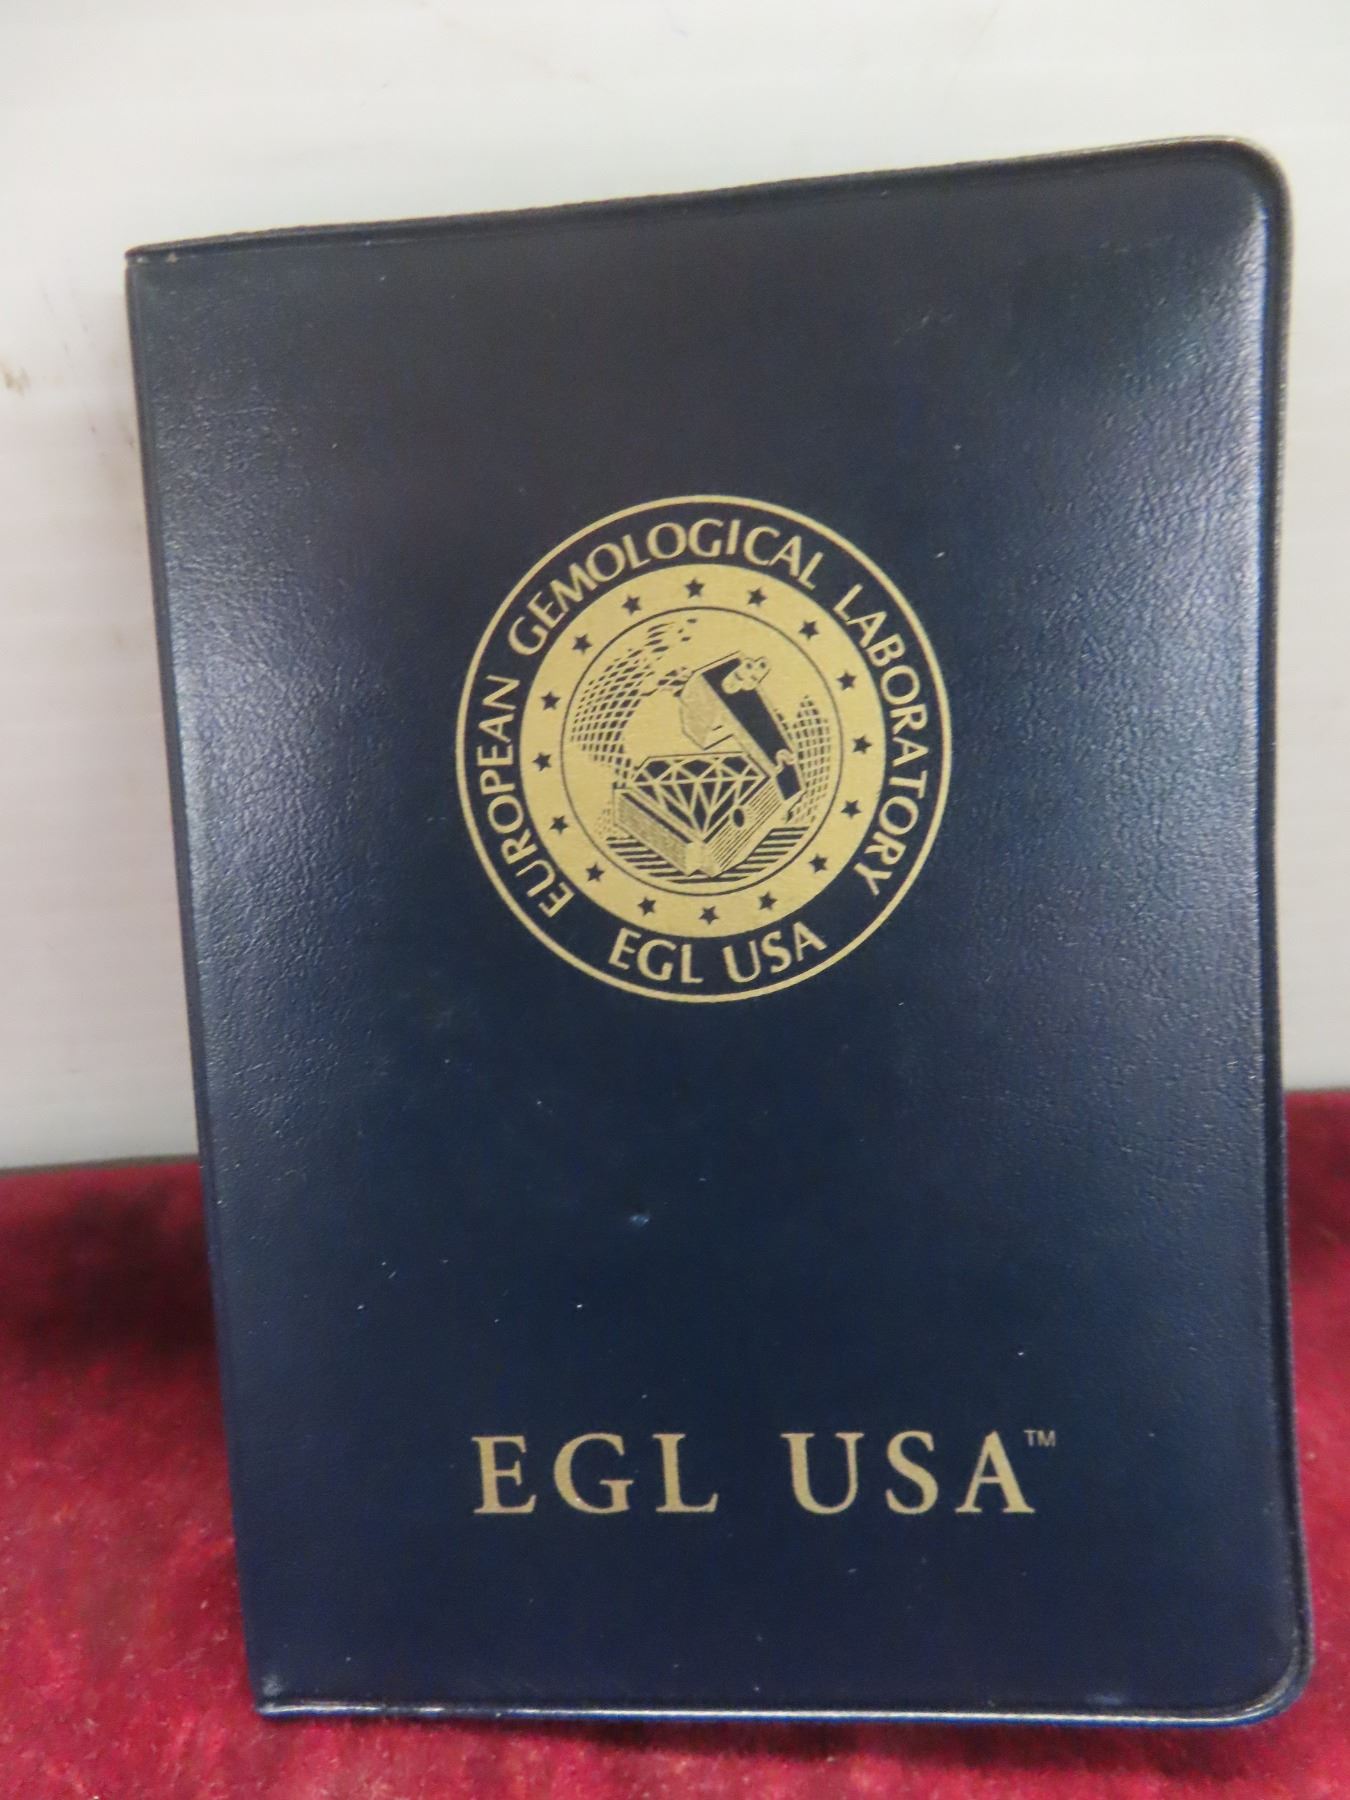 EUROPEAN GEMOLOGICAL LABORATORY
EGL USA
EGL USA™